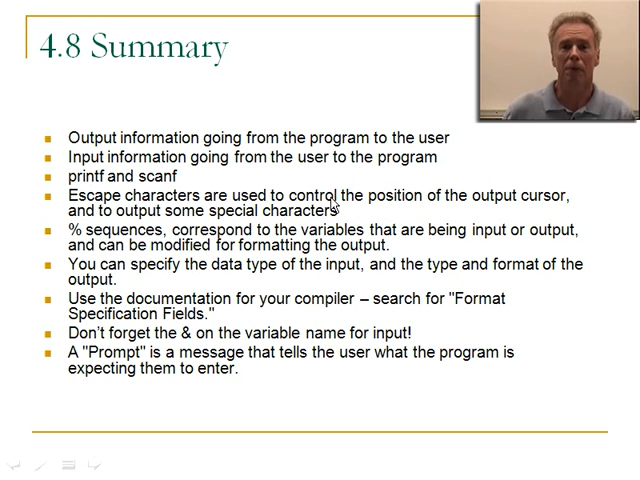 4.8 Summary
Output information going from the program to the user
Input information going from the user to the program
printf and scanf
Escape characters are used to control the position of the output cursor,
and to output some special characters
% sequences, correspond to the variables that are being input or output,
and can be modified for formatting the output.
You can specify the data type of the input, and the type and format of the
output.
Use the documentation for your compiler – search for "Format
Specification Fields."
Don't forget the & on the variable name for input!
A "Prompt" is a message that tells the user what the program is
expecting them to enter.